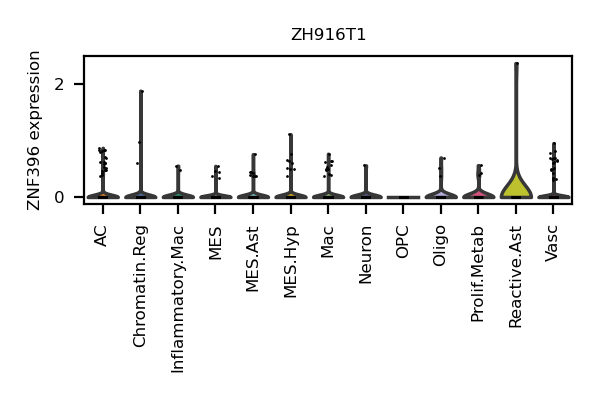 ZH916T1
ZNF396 expression
2
0
AC
Chromatin.Reg
Inflammatory.Mac
MES
MES.Ast
MES.Hyp
Mac
Neuron
OPC
Oligo
Prolif.Metab
Reactive.Ast
Vasc